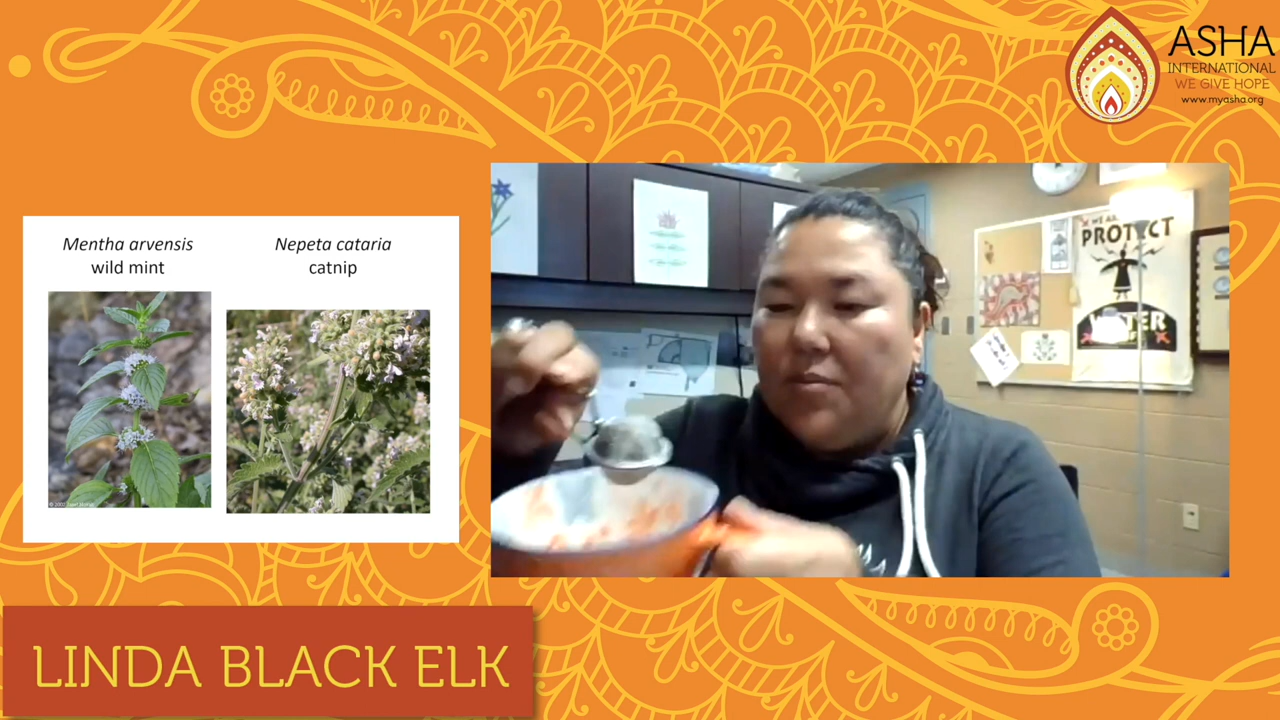 ASHA
INTERNATIONAL
WE GIVE HOPE
www.myasha.org
Mentha arvensis
wild mint
Nepeta cataria
catnip
PROTECT
LINDA BLACK ELK